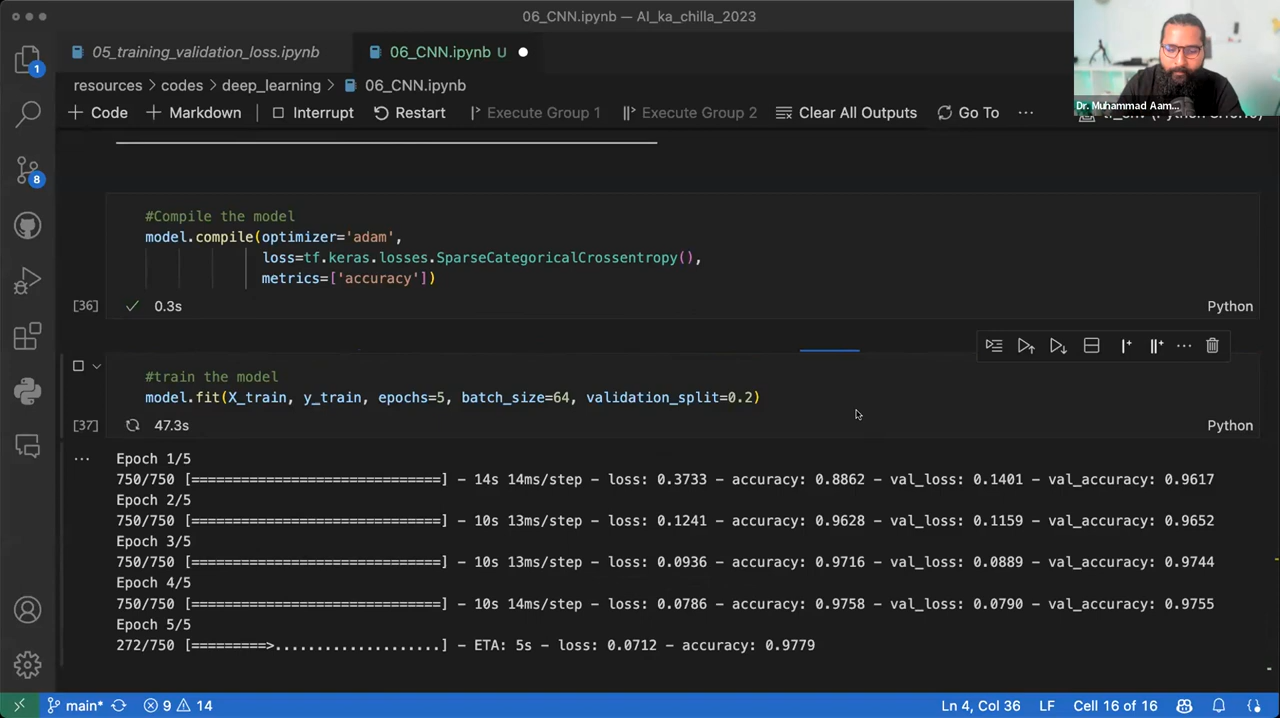 06_CNN.ipynb — AI_ka_chilla_2023
05_training_validation_loss.ipynb
06_CNN.ipynb U
resources > codes > deep_learning > 06_CNN.ipynb
Dr. Muhammad Aam...
+ Code + Markdown Interrupt Restart Execute Group 1 Execute Group 2 Clear All Outputs Go To ...
#Compile the model
model.compile(optimizer='adam',
loss=tf.keras.losses.SparseCategoricalCrossentropy(),
metrics=['accuracy'])
[36] 0.3s Python
#train the model
model.fit(X_train, y_train, epochs=5, batch_size=64, validation_split=0.2)
[37] 47.3s Python
Epoch 1/5
750/750 [==============================] - 14s 14ms/step - loss: 0.3733 - accuracy: 0.8862 - val_loss: 0.1401 - val_accuracy: 0.9617
Epoch 2/5
750/750 [==============================] - 10s 13ms/step - loss: 0.1241 - accuracy: 0.9628 - val_loss: 0.1159 - val_accuracy: 0.9652
Epoch 3/5
750/750 [==============================] - 10s 13ms/step - loss: 0.0936 - accuracy: 0.9716 - val_loss: 0.0889 - val_accuracy: 0.9744
Epoch 4/5
750/750 [==============================] - 10s 14ms/step - loss: 0.0786 - accuracy: 0.9758 - val_loss: 0.0790 - val_accuracy: 0.9755
Epoch 5/5
272/750 [=========>....................] - ETA: 5s - loss: 0.0712 - accuracy: 0.9779
1
8
main* 9 14 Ln 4, Col 36 LF Cell 16 of 16